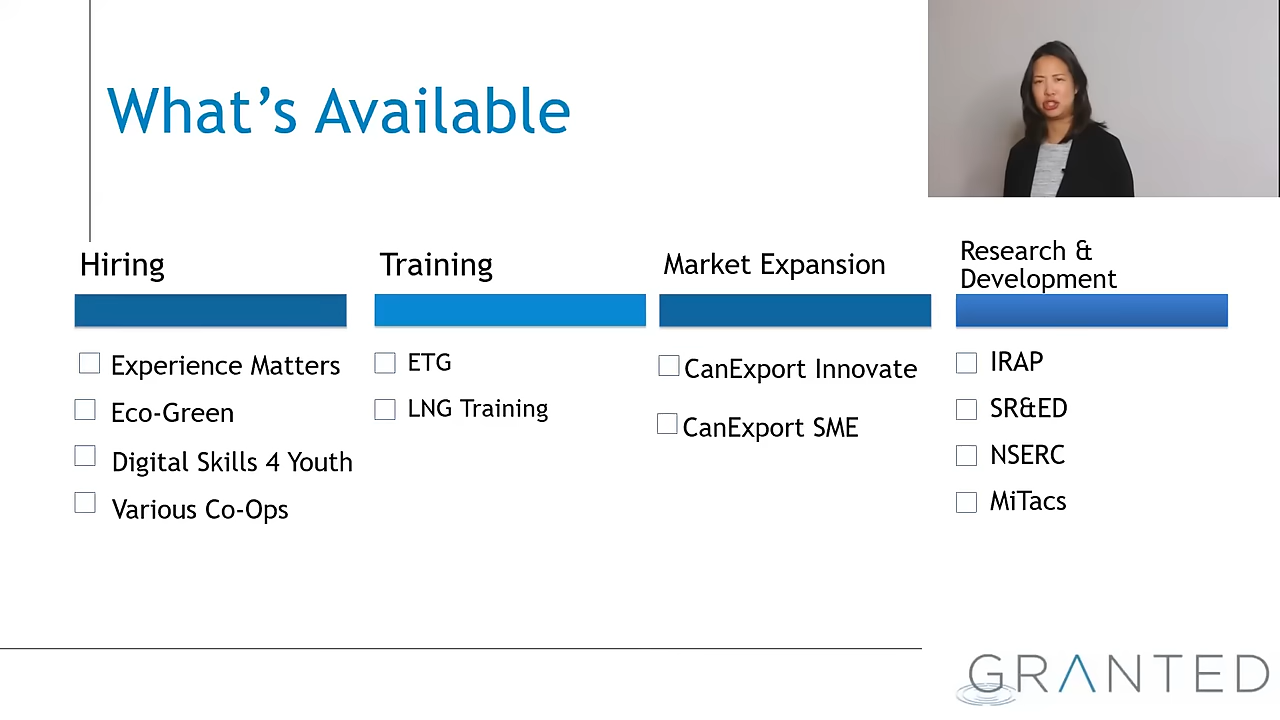 What's Available
Hiring
Experience Matters
Eco-Green
Digital Skills 4 Youth
Various Co-Ops
Training
ETG
LNG Training
Market Expansion
CanExport Innovate
CanExport SME
Research &
Development
IRAP
SR&ED
NSERC
MiTacs
GRANTED